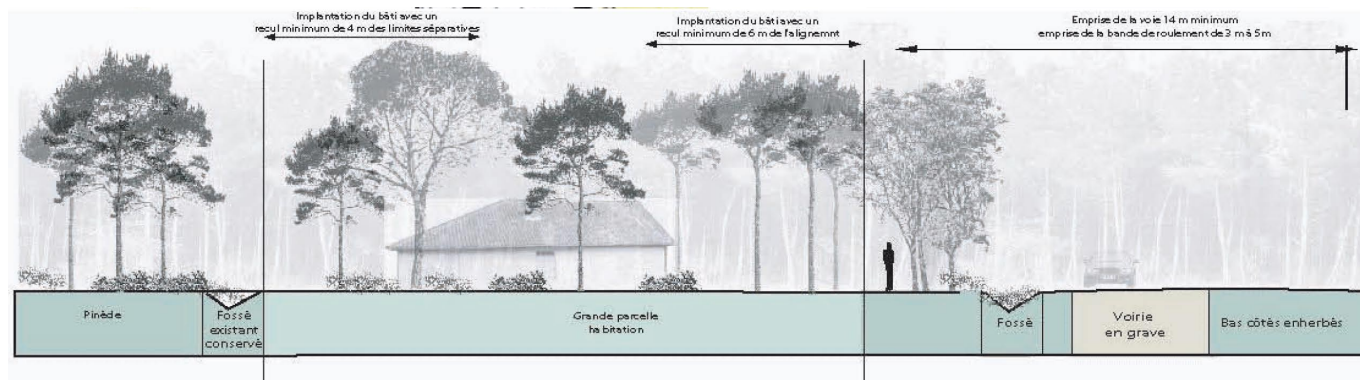 Implantation du bâti avec un
recul minimum de 4 m des limites séparatives
Implantation du bâti avec un
recul minimum de 6 m de l'alignemnt
Emprise de la voie 14 m minimum
emprise de la bande de roulement de 3 m à 5m
Pinède
Fossé
existant
conservé
Grande parcelle
habitation
Fossé
Voirie
en grave
Bas côtés enherbés